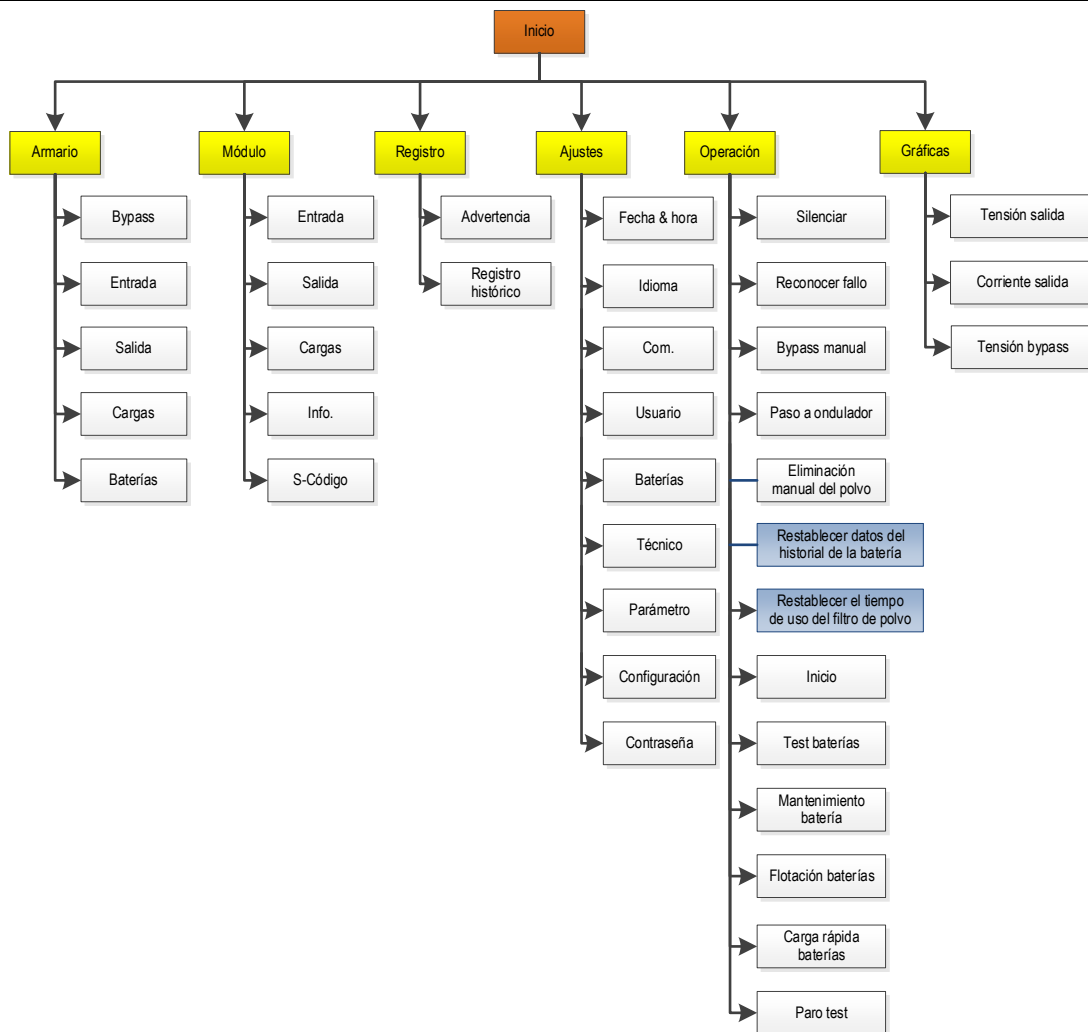 Inicio
Armario
Módulo
Registro
Ajustes
Operación
Gráficas
Bypass
Entrada
Salida
Cargas
Baterías
Entrada
Salida
Cargas
Info.
S-Código
Advertencia
Registro
histórico
Fecha & hora
Idioma
Com.
Usuario
Baterías
Técnico
Parámetro
Configuración
Contraseña
Silenciar
Reconocer fallo
Bypass manual
Paso a ondulador
Eliminación
manual del polvo
Restablecer datos del
historial de la batería
Restablecer el tiempo
de uso del filtro de polvo
Inicio
Test baterías
Mantenimiento
batería
Flotación baterías
Carga rápida
baterías
Paro test
Tensión salida
Corriente salida
Tensión bypass